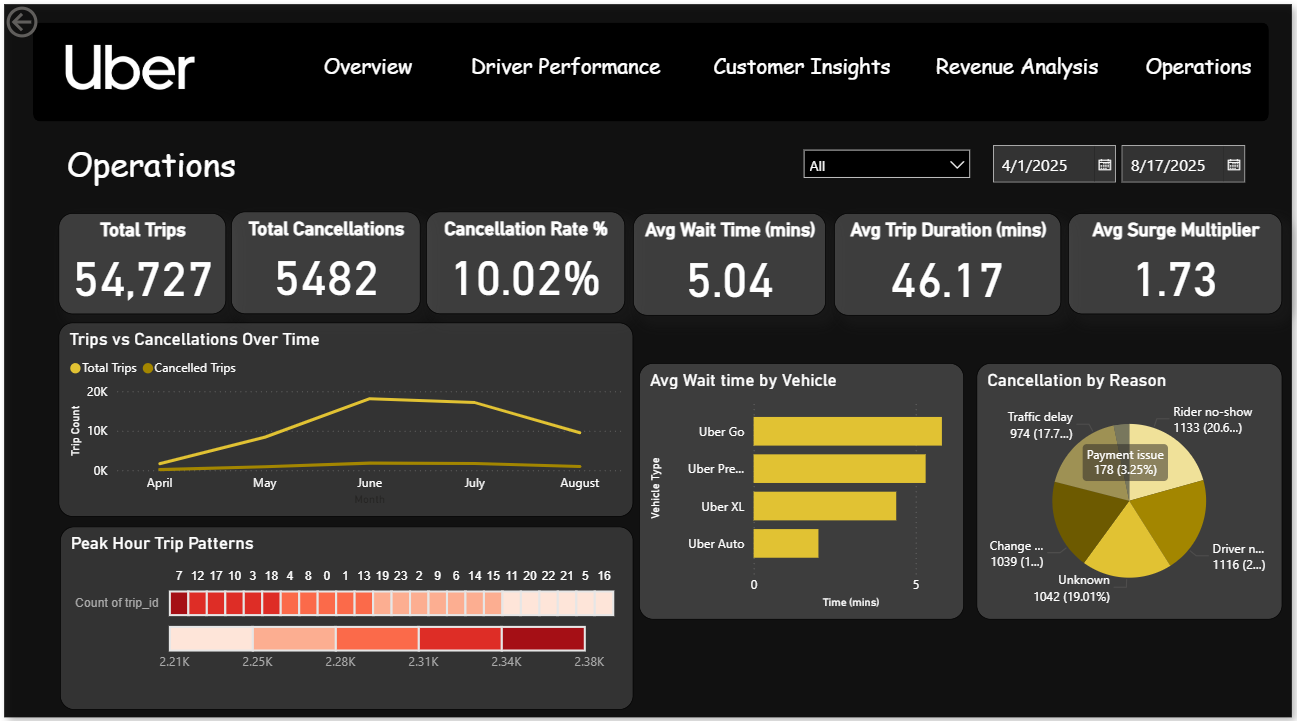 Uber
Overview
Driver Performance
Customer Insights
Revenue Analysis
Operations
Operations
All
4/1/2025
8/17/2025
Total Trips
54,727
Total Cancellations
5482
Cancellation Rate %
10.02%
Avg Wait Time (mins)
5.04
Avg Trip Duration (mins)
46.17
Avg Surge Multiplier
1.73
Trips vs Cancellations Over Time
Total Trips Cancelled Trips
Trip Count
20K
10K
0K
April May June July August
Month
Peak Hour Trip Patterns
7 12 17 10 3 18 4 8 0 1 13 19 23 2 9 6 14 15 11 20 22 21 5 16
Count of trip_id
2.21K 2.25K 2.28K 2.31K 2.34K 2.38K
Avg Wait time by Vehicle
Vehicle Type
Uber Go
Uber Pre...
Uber XL
Uber Auto
0 5
Time (mins)
Cancellation by Reason
Rider no-show
1133 (20.6...)
Driver n...
1116 (2...)
Unknown
1042 (19.01%)
Change ...
1039 (1...)
Traffic delay
974 (17.7...)
Payment issue
178 (3.25%)